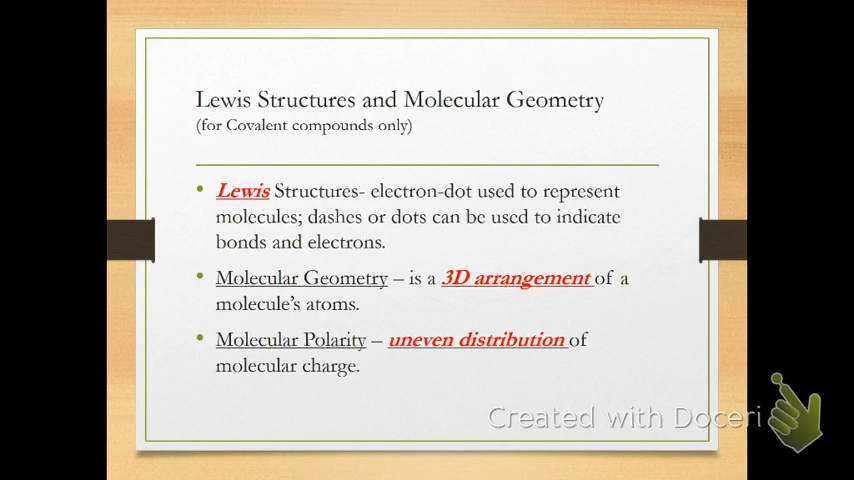 Lewis Structures and Molecular Geometry
(for Covalent compounds only)
• Lewis Structures- electron-dot used to represent
molecules; dashes or dots can be used to indicate
bonds and electrons.
• Molecular Geometry – is a 3D arrangement of a
molecule's atoms.
• Molecular Polarity – uneven distribution of
molecular charge.
Created with Doceri